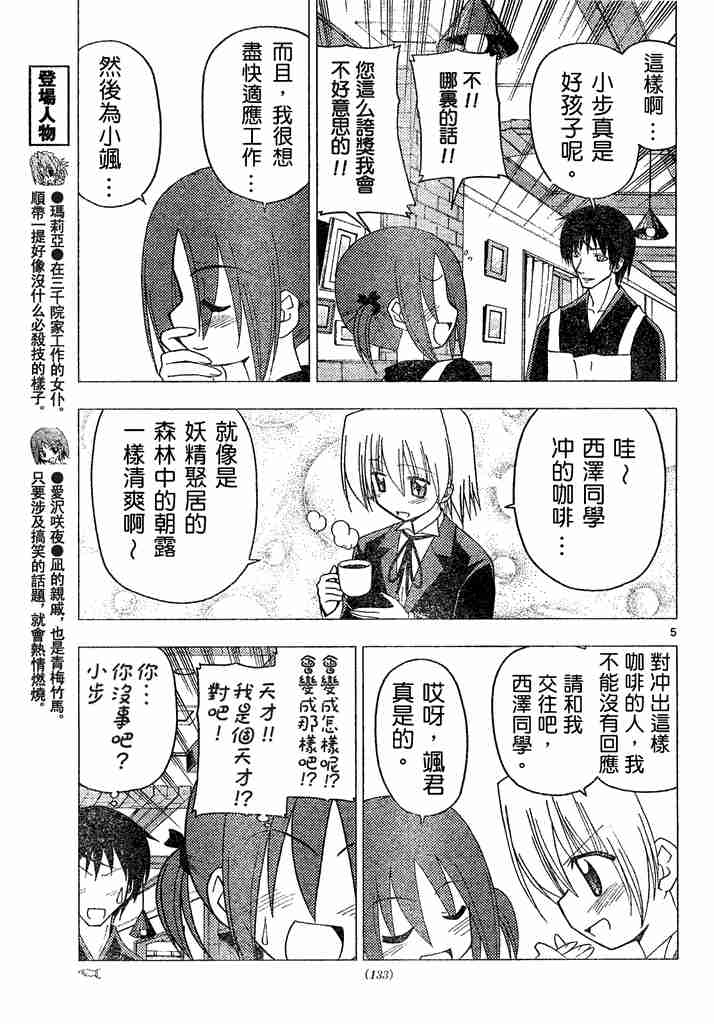 這樣啊…
小步真是
好孩子呢。
不!!
哪裏的話!!
您這么誇獎我會
不好意思的!!
而且，我很想
盡快適應工作…
然後為小颯…
哇～
西澤同學
冲的咖啡…
就像是
妖精聚居的
森林中的朝露
一樣清爽啊～
5
對冲出這樣
咖啡的人，我
不能沒有回應
請和我
交往吧，
西澤同學。
哎呀，颯君
真是的。
會變成怎樣呢!?
會變成那樣吧!?
天才!!
我是個天才!?
對吧！
你…
你沒事吧？
小步
(133)
登場人物
●瑪莉亞●在三千院家工作的女仆。
順帶一提好像沒什么必殺技的樣子。
●愛沢咲夜●凪的親戚，也是青梅竹馬。
只要涉及搞笑的話題，就會熱情燃燒。